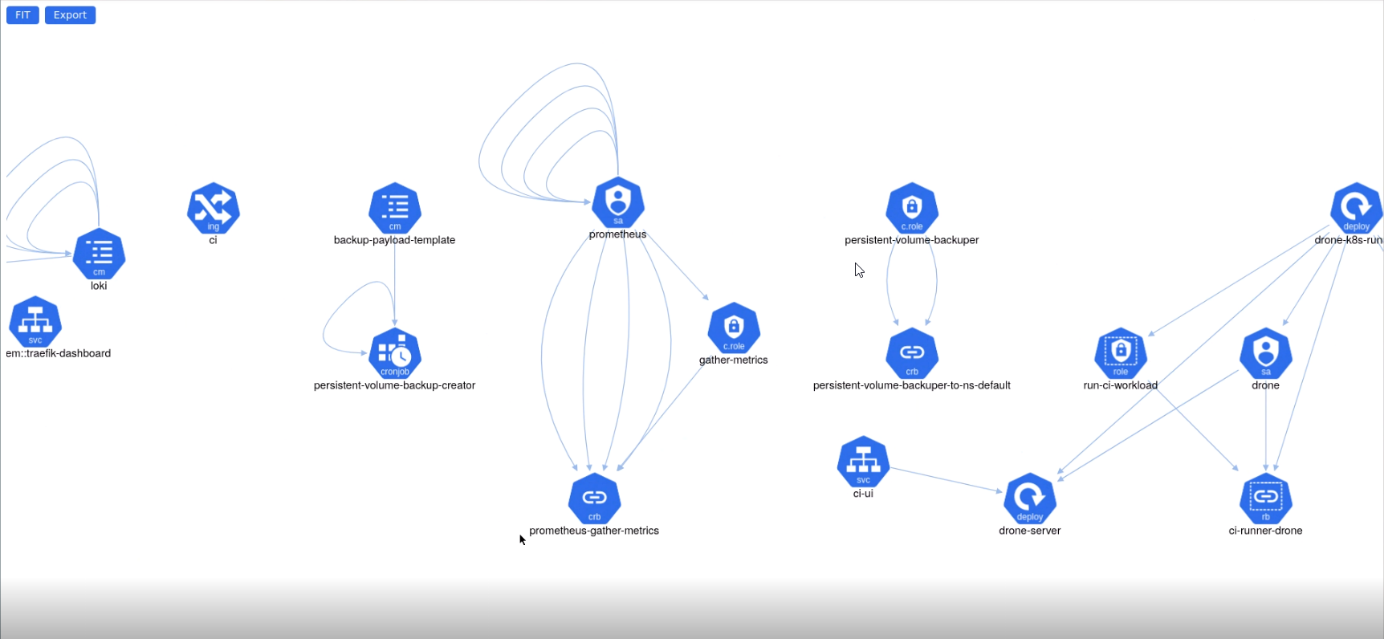 FIT Export
ing
ci
cm
backup-payload-template
sa
prometheus
c.role
persistent-volume-backuper
deploy
drone-k8s-run
cm
loki
svc
em::traefik-dashboard
cronjob
persistent-volume-backup-creator
c.role
gather-metrics
crb
persistent-volume-backuper-to-ns-default
role
run-ci-workload
sa
drone
svc
ci-ui
crb
prometheus-gather-metrics
deploy
drone-server
rb
ci-runner-drone